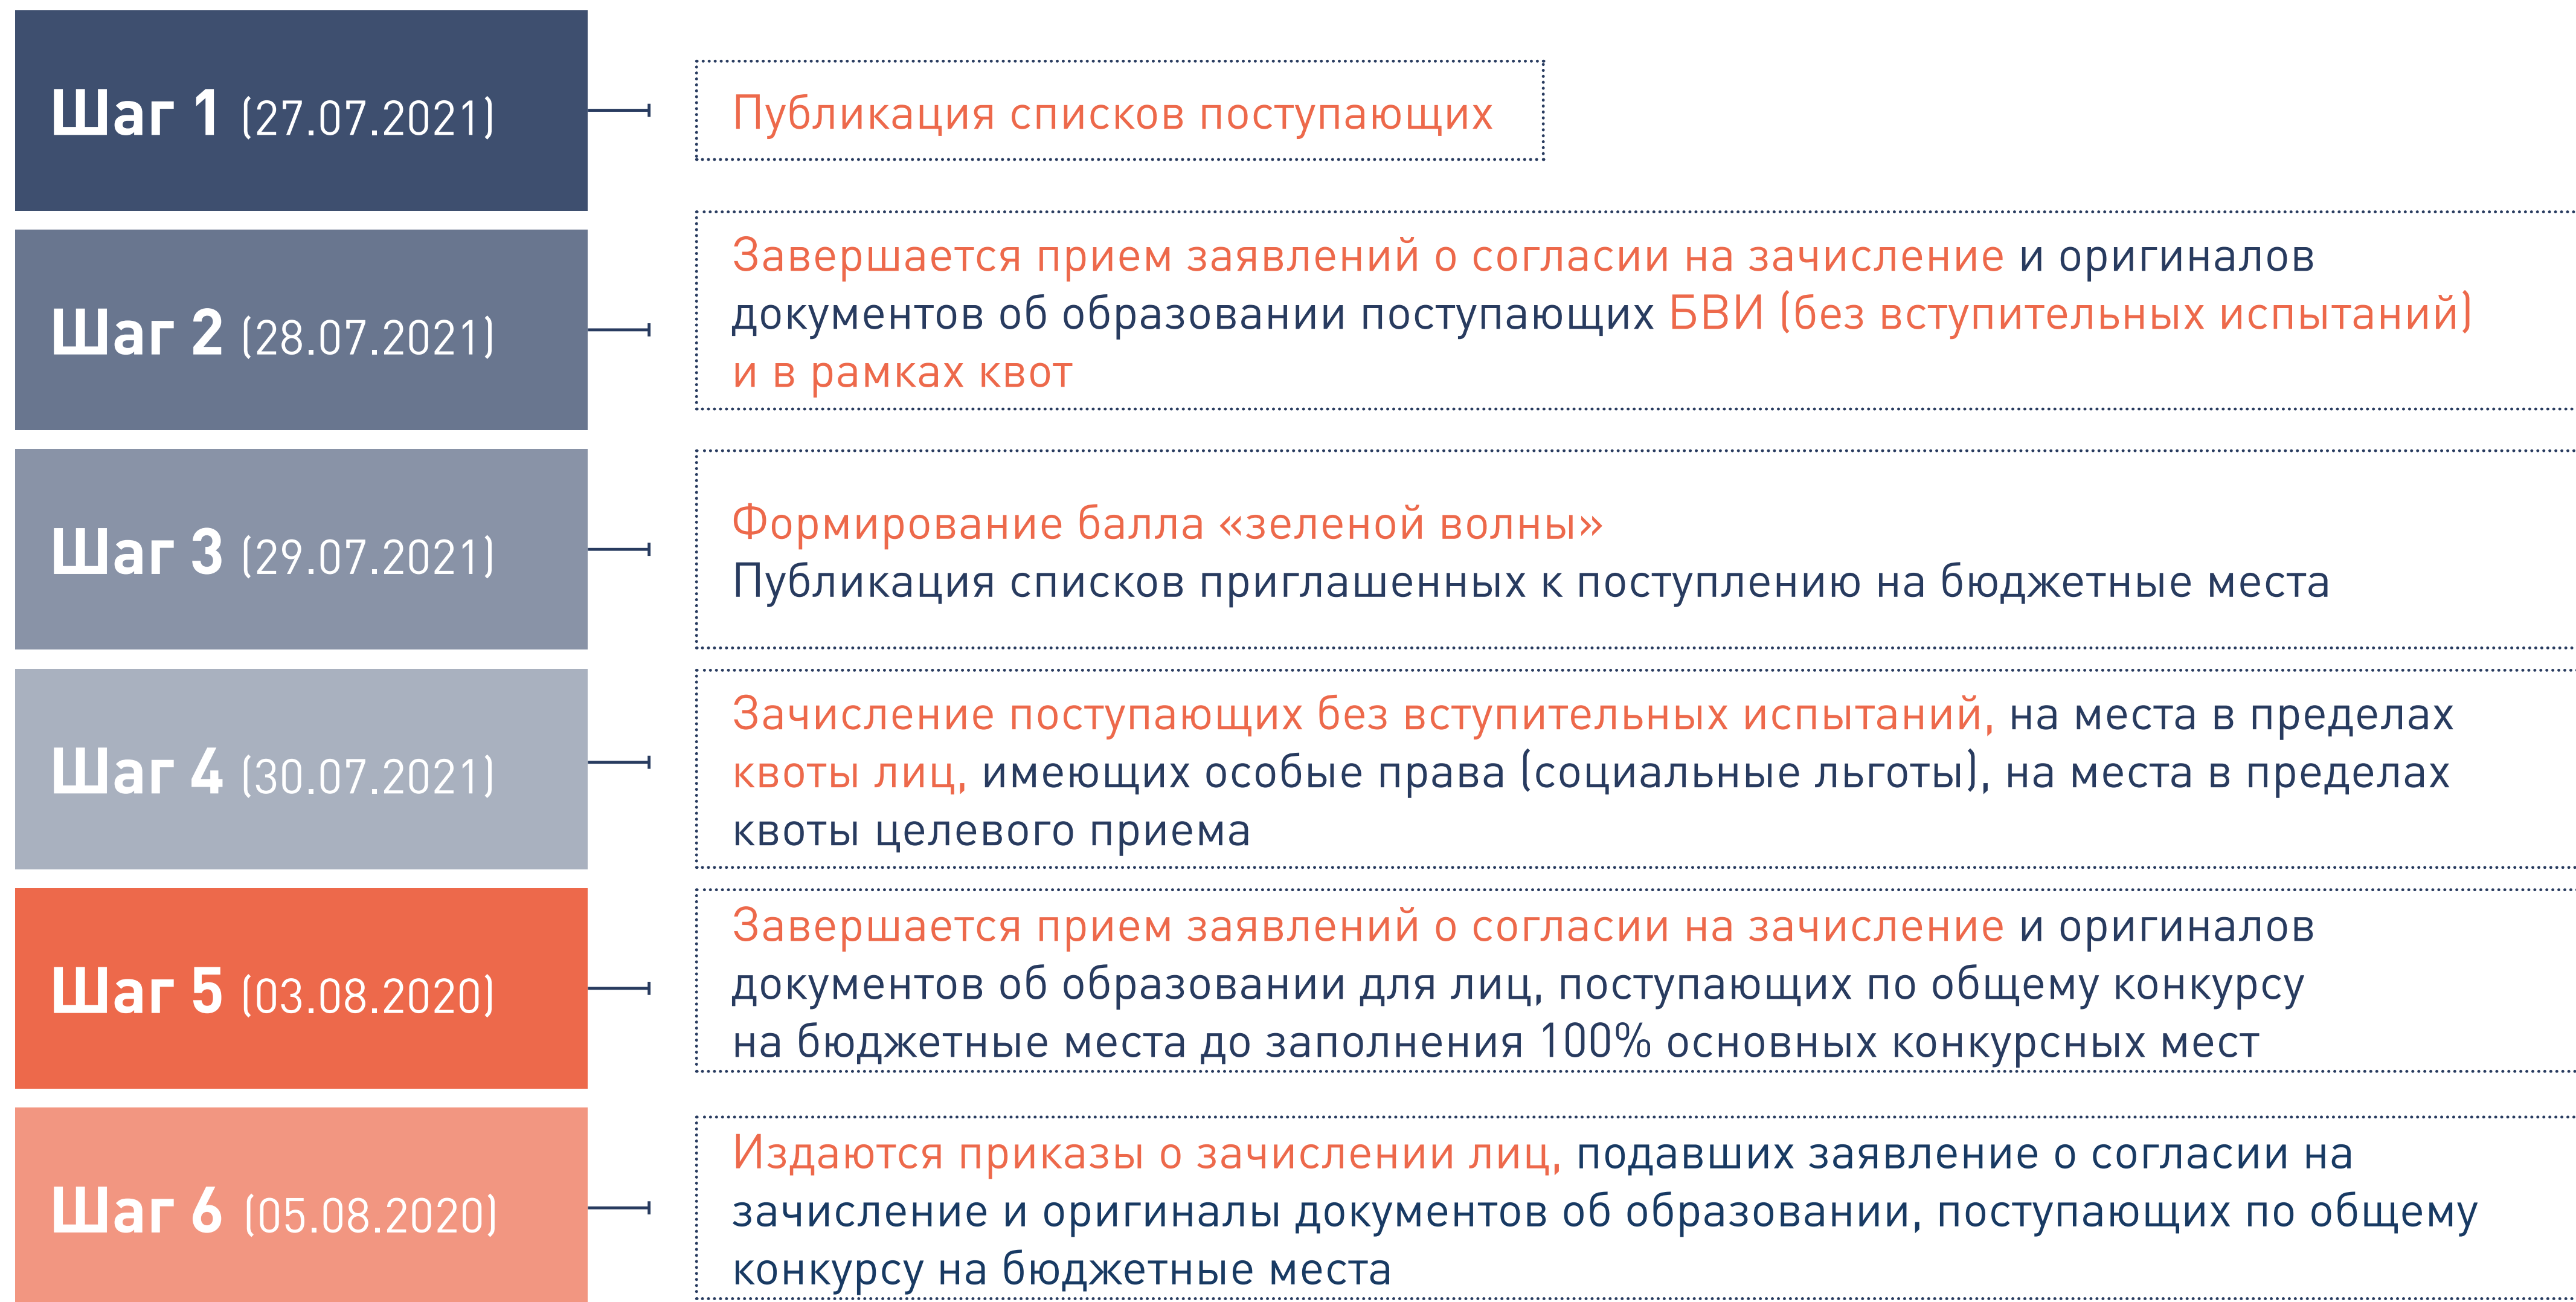 Шаг 1 (27.07.2021)
Публикация списков поступающих
Шаг 2 (28.07.2021)
Завершается прием заявлений о согласии на зачисление и оригиналов
документов об образовании поступающих БВИ (без вступительных испытаний)
и в рамках квот
Шаг 3 (29.07.2021)
Формирование балла «зеленой волны»
Публикация списков приглашенных к поступлению на бюджетные места
Шаг 4 (30.07.2021)
Зачисление поступающих без вступительных испытаний, на места в пределах
квоты лиц, имеющих особые права (социальные льготы), на места в пределах
квоты целевого приема
Шаг 5 (03.08.2020)
Завершается прием заявлений о согласии на зачисление и оригиналов
документов об образовании для лиц, поступающих по общему конкурсу
на бюджетные места до заполнения 100% основных конкурсных мест
Шаг 6 (05.08.2020)
Издаются приказы о зачислении лиц, подавших заявление о согласии на
зачисление и оригиналы документов об образовании, поступающих по общему
конкурсу на бюджетные места